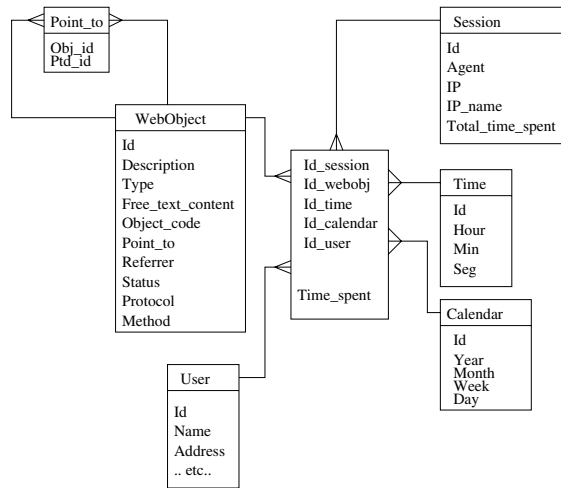 Point_to
Obj_id
Ptd_id
WebObject
Id
Description
Type
Free_text_content
Object_code
Point_to
Referrer
Status
Protocol
Method
User
Id
Name
Address
.. etc..
Id_session
Id_webobj
Id_time
Id_calendar
Id_user
Time_spent
Session
Id
Agent
IP
IP_name
Total_time_spent
Time
Id
Hour
Min
Seg
Calendar
Id
Year
Month
Week
Day